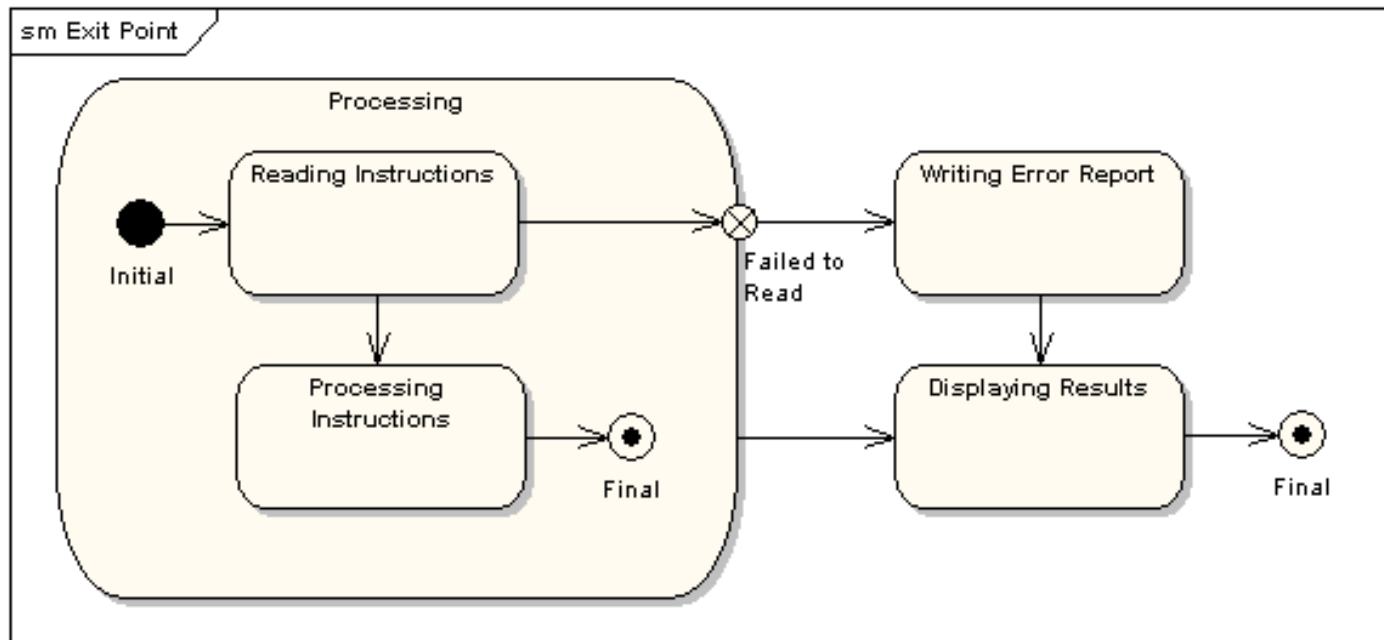 sm Exit Point
Processing
Reading Instructions
Writing Error Report
Initial
Failed to
Read
Processing
Instructions
Displaying Results
Final
Final